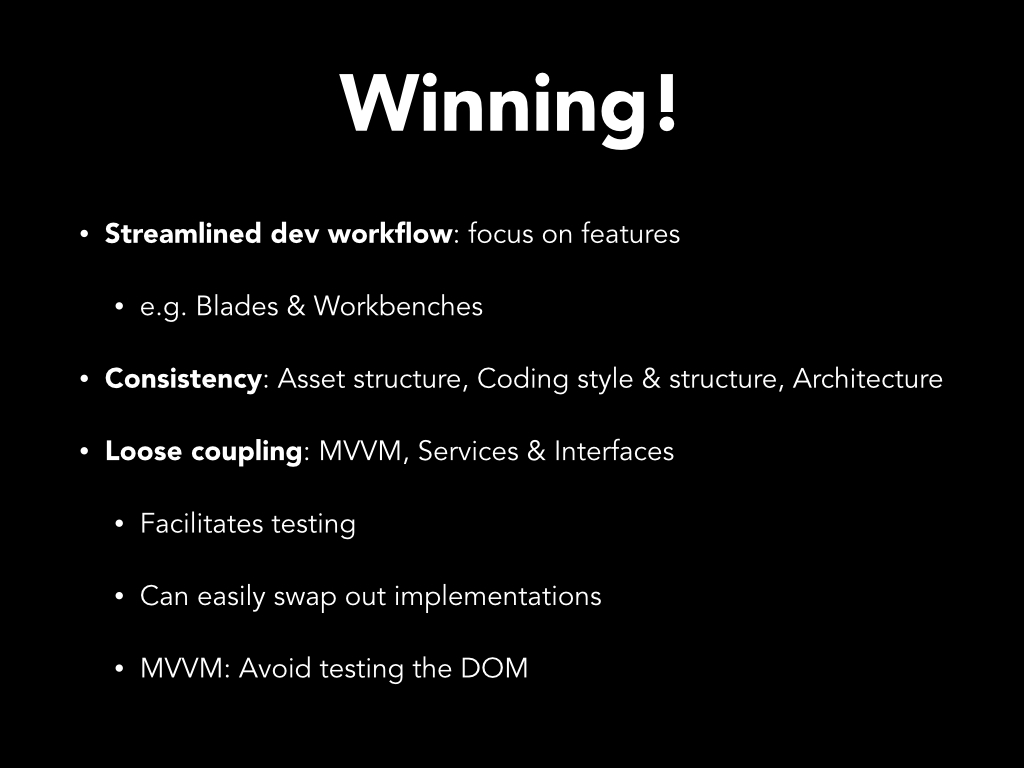 Winning!
• Streamlined dev workflow: focus on features
• e.g. Blades & Workbenches
• Consistency: Asset structure, Coding style & structure, Architecture
• Loose coupling: MVVM, Services & Interfaces
• Facilitates testing
• Can easily swap out implementations
• MVVM: Avoid testing the DOM